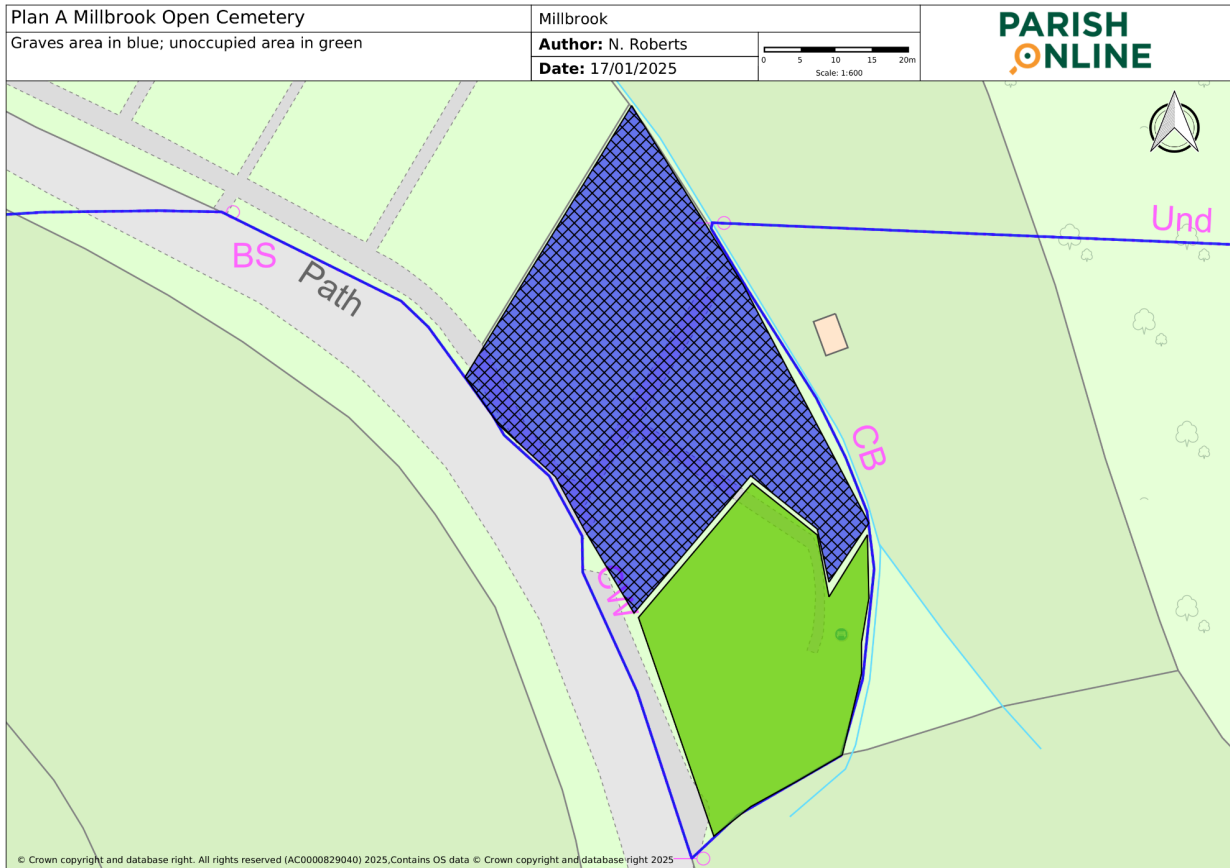 Plan A Millbrook Open Cemetery
Graves area in blue; unoccupied area in green
Millbrook
Author: N. Roberts
Date: 17/01/2025
0 5 10 15 20m
Scale: 1:600
PARISH
ONLINE
Und
BS
Path
CB
CW
© Crown copyright and database right. All rights reserved (AC0000829040) 2025,Contains OS data © Crown copyright and database right 2025